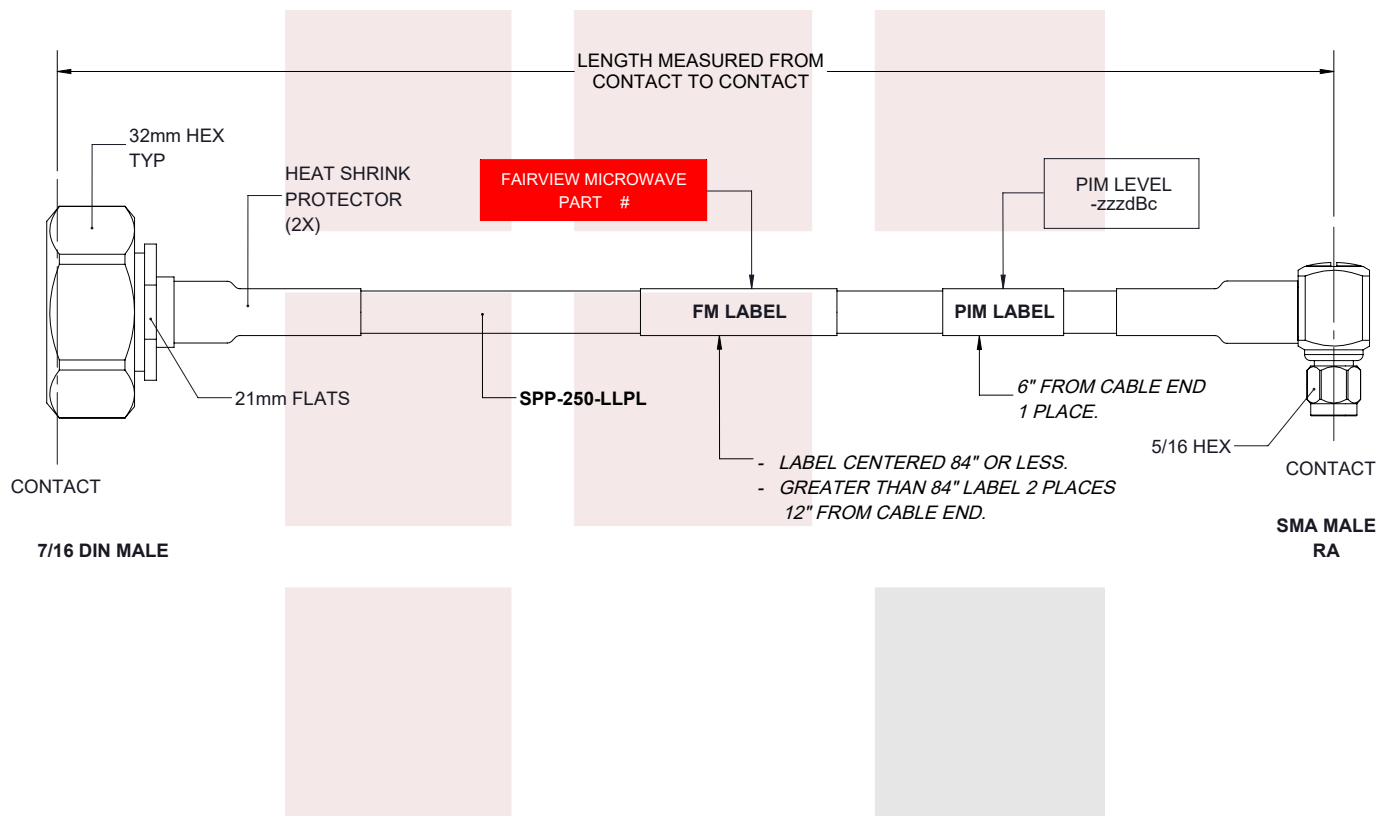 LENGTH MEASURED FROM
CONTACT TO CONTACT
32mm HEX
TYP
HEAT SHRINK
PROTECTOR
(2X)
FAIRVIEW MICROWAVE
PART #
PIM LEVEL
-zzzdBc
FM LABEL
PIM LABEL
21mm FLATS
SPP-250-LLPL
6" FROM CABLE END
1 PLACE.
5/16 HEX
- LABEL CENTERED 84" OR LESS.
- GREATER THAN 84" LABEL 2 PLACES
12" FROM CABLE END.
CONTACT
CONTACT
7/16 DIN MALE
SMA MALE
RA